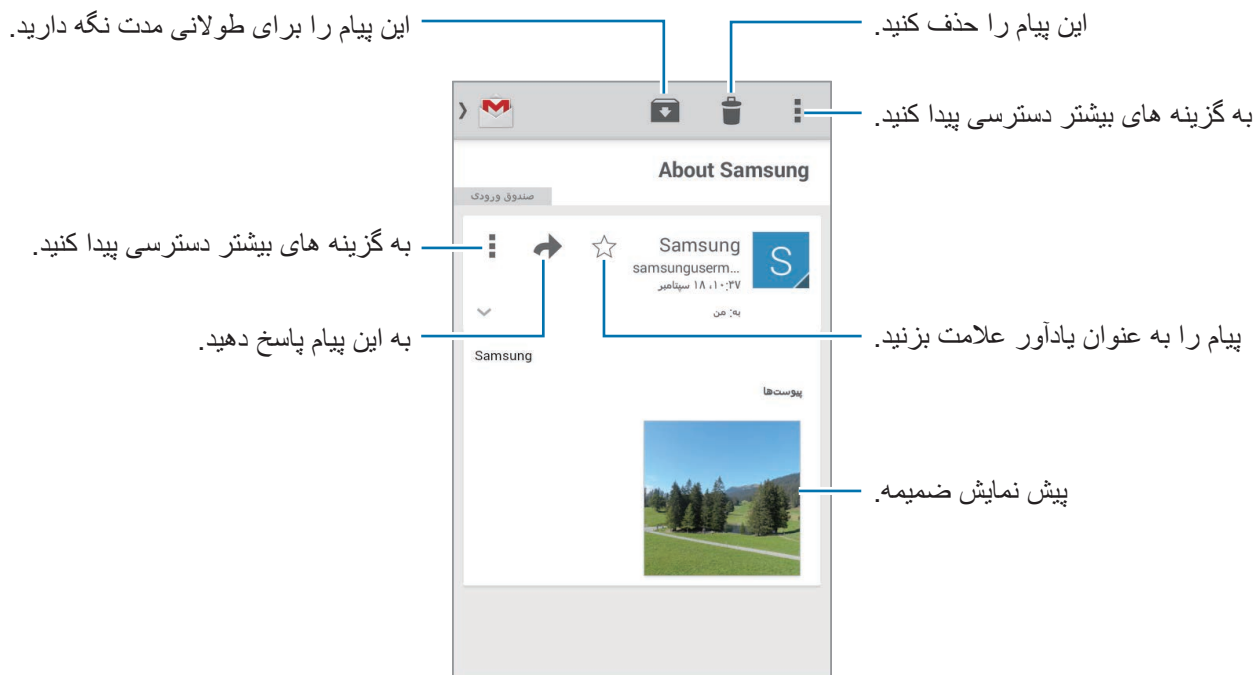 این پیام را حذف کنید.
این پیام را برای طولانی مدت نگه دارید.
به گزینه های بیشتر دسترسی پیدا کنید.
About Samsung
صندوق ورودی
S
Samsung
samsunguserm...
۱۰:۳۷، ۱۸ سپتامبر
به: من
به گزینه های بیشتر دسترسی پیدا کنید.
پیام را به عنوان یادآور علامت بزنید.
به این پیام پاسخ دهید.
Samsung
پیوست‌ها
پیش نمایش ضمیمه.